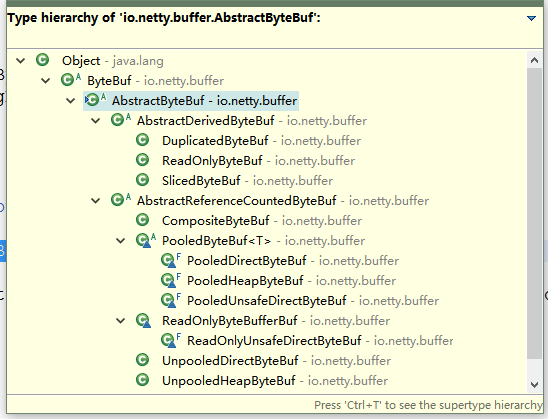 Type hierarchy of 'io.netty.buffer.AbstractByteBuf':
Object - java.lang
ByteBuf - io.netty.buffer
AbstractByteBuf - io.netty.buffer
AbstractDerivedByteBuf - io.netty.buffer
DuplicatedByteBuf - io.netty.buffer
ReadOnlyByteBuf - io.netty.buffer
SlicedByteBuf - io.netty.buffer
AbstractReferenceCountedByteBuf - io.netty.buffer
CompositeByteBuf - io.netty.buffer
PooledByteBuf<T> - io.netty.buffer
PooledDirectByteBuf - io.netty.buffer
PooledHeapByteBuf - io.netty.buffer
PooledUnsafeDirectByteBuf - io.netty.buffer
ReadOnlyByteBufferBuf - io.netty.buffer
ReadOnlyUnsafeDirectByteBuf - io.netty.buffer
UnpooledDirectByteBuf - io.netty.buffer
UnpooledHeapByteBuf - io.netty.buffer
Press 'Ctrl+T' to see the supertype hierarchy